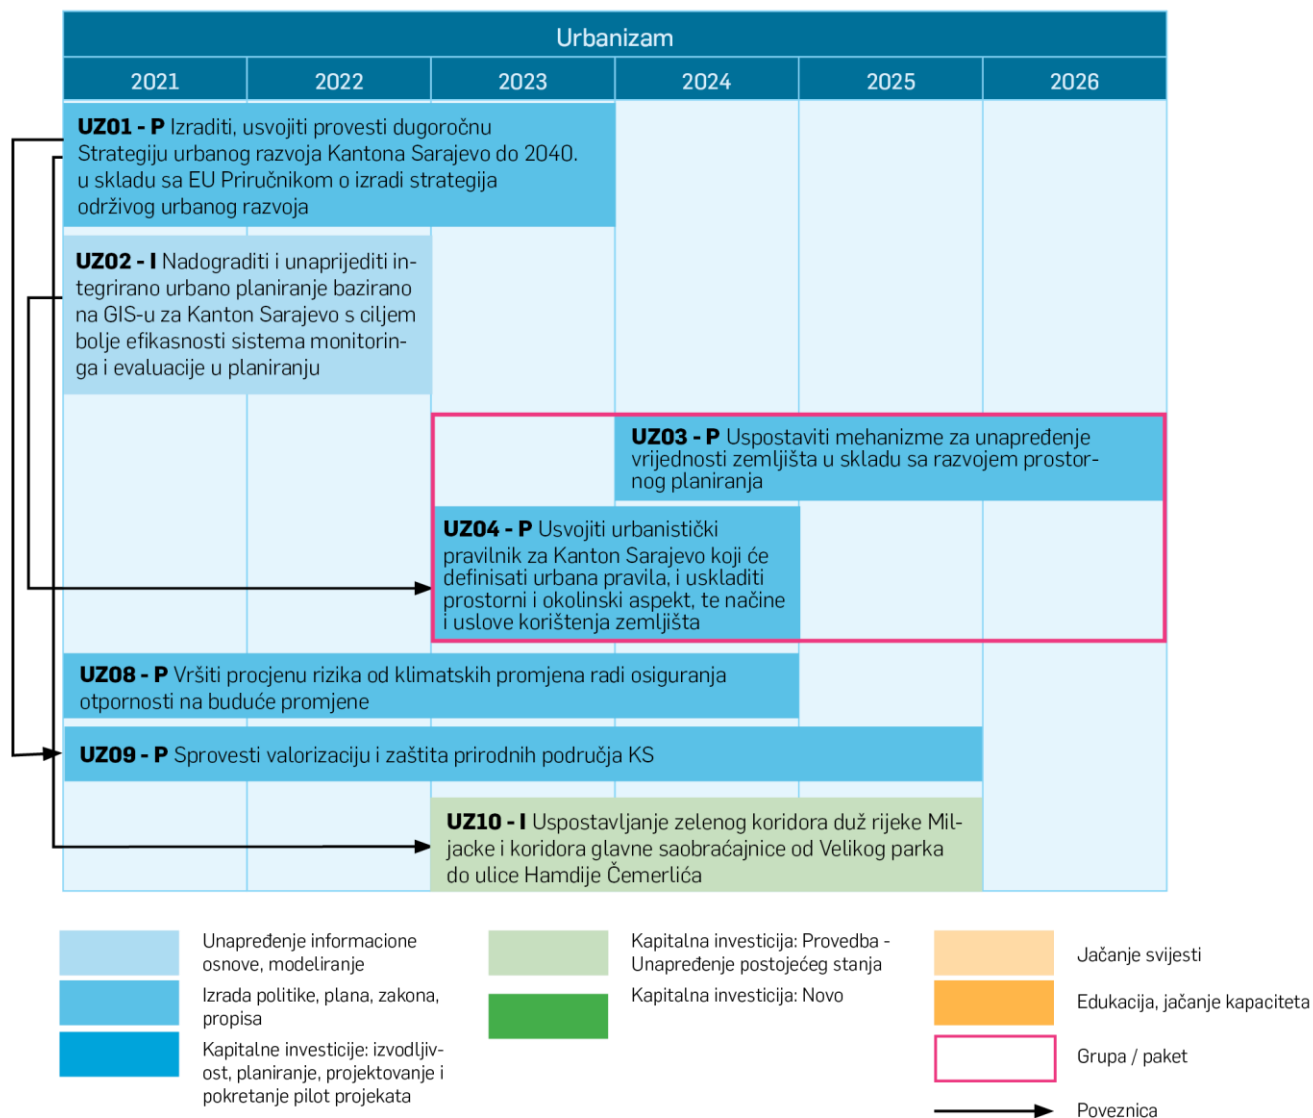 Urbanizam
2021 2022 2023 2024 2025 2026
UZ01 - P Izraditi, usvojiti provesti dugoročnu
Strategiju urbanog razvoja Kantona Sarajevo do 2040.
u skladu sa EU Priručnikom o izradi strategija
održivog urbanog razvoja
UZ02 - I Nadograditi i unaprijediti in-
tegrirano urbano planiranje bazirano
na GIS-u za Kanton Sarajevo s ciljem
bolje efikasnosti sistema monitorin-
ga i evaluacije u planiranju
UZ03 - P Uspostaviti mehanizme za unapređenje
vrijednosti zemljišta u skladu sa razvojem prostor-
nog planiranja
UZ04 - P Usvojiti urbanistički
pravilnik za Kanton Sarajevo koji će
definisati urbana pravila, i uskladiti
prostorni i okolinski aspekt, te načine
i uslove korištenja zemljišta
UZ08 - P Vršiti procjenu rizika od klimatskih promjena radi osiguranja
otpornosti na buduće promjene
UZ09 - P Sprovesti valorizaciju i zaštita prirodnih područja KS
UZ10 - I Uspostavljanje zelenog koridora duž rijeke Mil-
jacke i koridora glavne saobraćajnice od Velikog parka
do ulice Hamdije Čemerlića
Unapređenje informacione
osnove, modeliranje
Izrada politike, plana, zakona,
propisa
Kapitalne investicije: izvodljiv-
ost, planiranje, projektovanje i
pokretanje pilot projekata
Kapitalna investicija: Provedba -
Unapređenje postojećeg stanja
Kapitalna investicija: Novo
Jačanje svijesti
Edukacija, jačanje kapaciteta
Grupa / paket
Poveznica